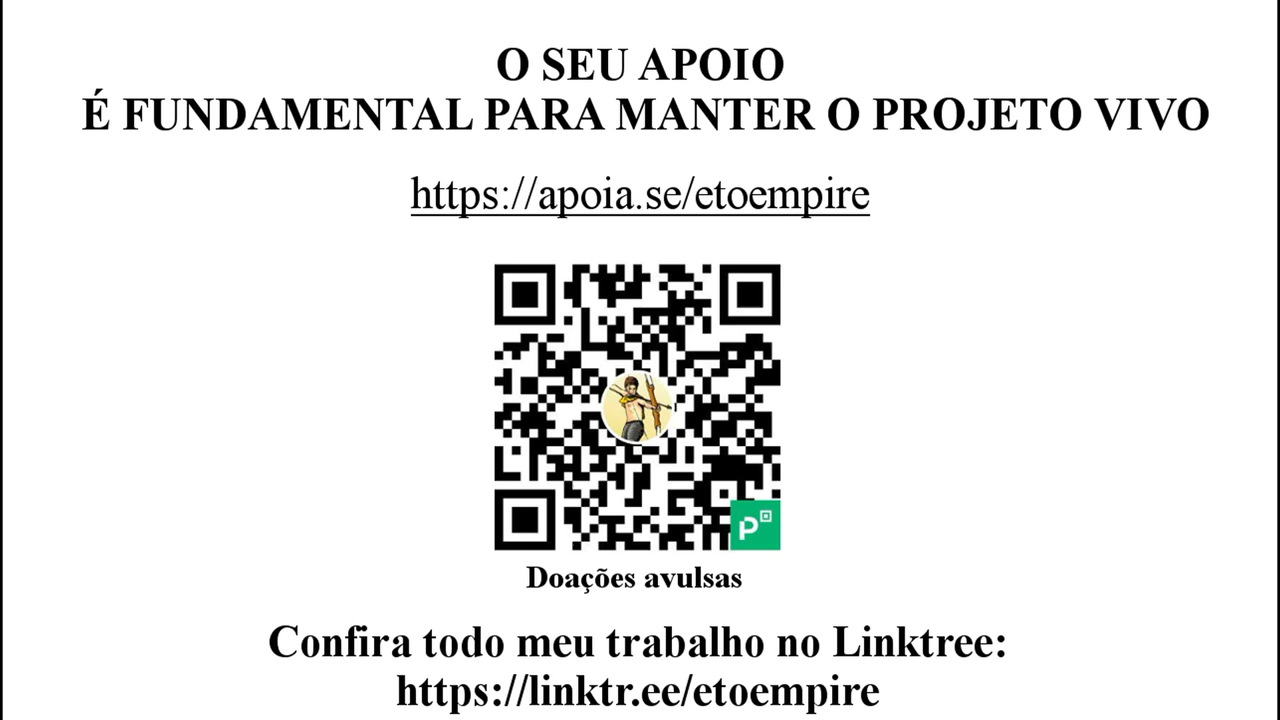 O SEU APOIO
É FUNDAMENTAL PARA MANTER O PROJETO VIVO
https://apoia.se/etoempire
P
Doações avulsas
Confira todo meu trabalho no Linktree:
https://linktr.ee/etoempire